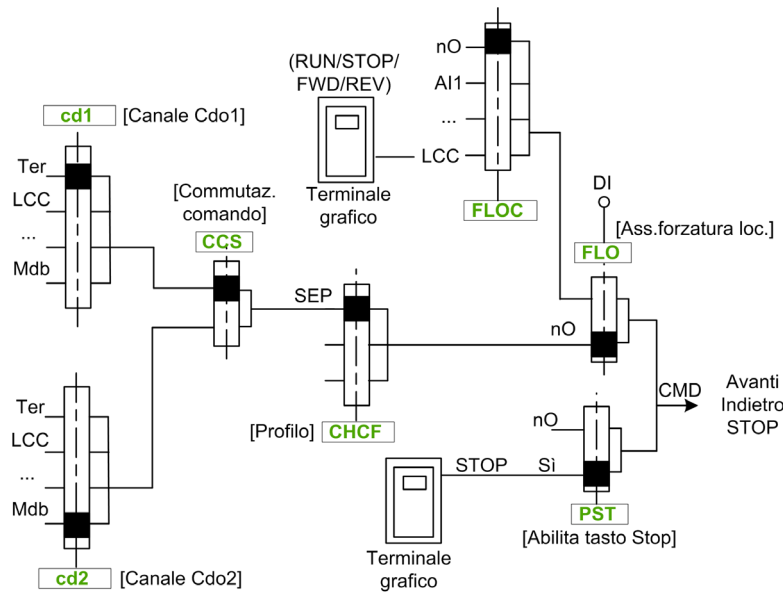 nO
AI1
...
LCC
FLOC
(RUN/STOP/
FWD/REV)
Terminale
grafico
cd1 [Canale Cdo1]
Ter
LCC
...
Mdb
[Commutaz.
comando]
CCS
DI
[Ass.forzatura loc.]
FLO
SEP
nO
[Profilo] CHCF
CMD
Avanti
Indietro
STOP
Ter
LCC
...
Mdb
cd2 [Canale Cdo2]
nO
STOP Sì
PST
[Abilita tasto Stop]
Terminale
grafico